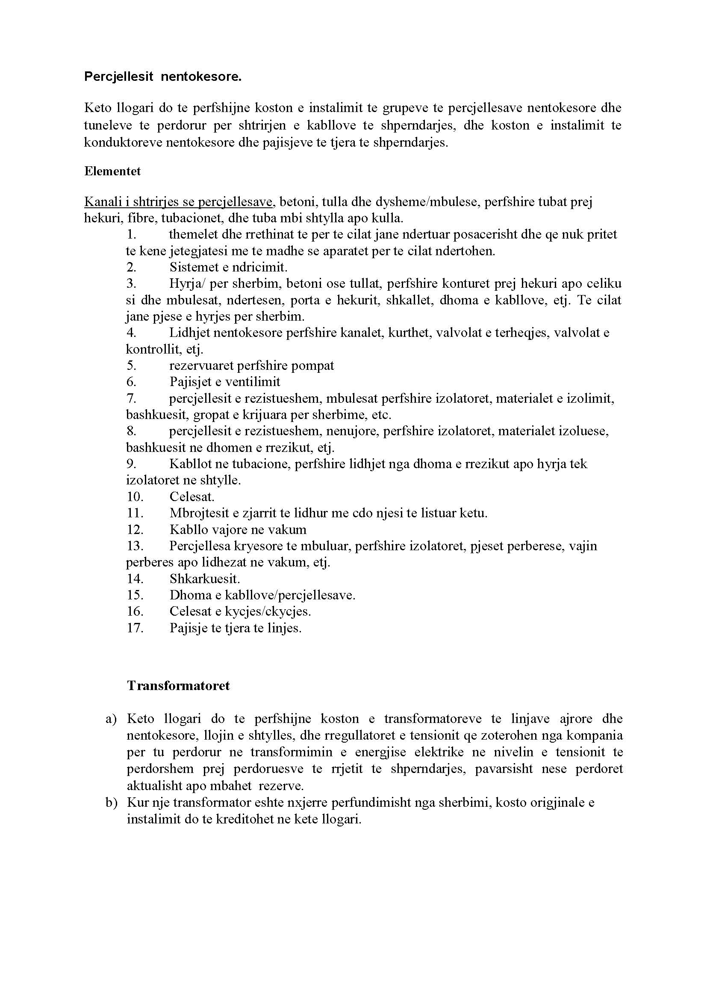 Percjellesit nentokesore.
Keto llogari do te perfshijne koston e instalimit te grupeve te percjellesave nentokesore dhe
tuneleve te perdorur per shtrirjen e kabllove te shperndarjes, dhe koston e instalimit te
konduktoreve nentokesore dhe pajisjeve te tjera te shperndarjes.
Elementet
Kanali i shtrirjes se percjellesave, betoni, tulla dhe dysheme/mbulese, perfshire tubat prej
hekuri, fibre, tubacionet, dhe tuba mbi shtylla apo kulla.
1. themelet dhe rrethinat te per te cilat jane ndertuar posacerisht dhe qe nuk pritet
te kene jetegjatesi me te madhe se aparatet per te cilat ndertohen.
2. Sistemet e ndricimit.
3. Hyrja/ per sherbim, betoni ose tullat, perfshire konturet prej hekuri apo celiku
si dhe mbulesat, ndertesen, porta e hekurit, shkallet, dhoma e kabllove, etj. Te cilat
jane pjese e hyrjes per sherbim.
4. Lidhjet nentokesore perfshire kanalet, kurthet, valvolat e terheqjes, valvolat e
kontrollit, etj.
5. rezervuaret perfshire pompat
6. Pajisjet e ventilimit
7. percjellesit e rezistueshem, mbulesat perfshire izolatoret, materialet e izolimit,
bashkuesit, gropat e krijuara per sherbime, etc.
8. percjellesit e rezistueshem, nenujore, perfshire izolatoret, materialet izoluese,
bashkuesit ne dhomen e rrezikut, etj.
9. Kabllot ne tubacione, perfshire lidhjet nga dhoma e rrezikut apo hyrja tek
izolatoret ne shtylle.
10. Celesat.
11. Mbrojtesit e zjarrit te lidhur me cdo njesi te listuar ketu.
12. Kabllo vajore ne vakum
13. Percjellesa kryesore te mbuluar, perfshire izolatoret, pjeset perberese, vajin
perberes apo lidhezat ne vakum, etj.
14. Shkarkuesit.
15. Dhoma e kabllove/percjellesave.
16. Celesat e kycjes/ckycjes.
17. Pajisje te tjera te linjes.
Transformatoret
a) Keto llogari do te perfshijne koston e transformatoreve te linjave ajrore dhe
nentokesore, llojin e shtylles, dhe rregullatoret e tensionit qe zoterohen nga kompania
per tu perdorur ne transformimin e energjise elektrike ne nivelin e tensionit te
perdorshem prej perdoruesve te rrjetit te shperndarjes, pavarsisht nese perdoret
aktualisht apo mbahet rezerve.
b) Kur nje transformator eshte nxjerre perfundimisht nga sherbimi, kosto origjinale e
instalimit do te kreditohet ne kete llogari.